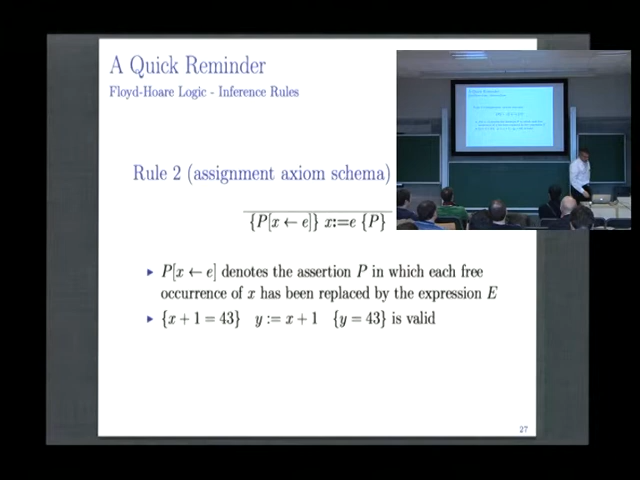 A Quick Reminder
Floyd-Hoare Logic - Inference Rules
Rule 2 (assignment axiom schema)
{P[x ← e]} x:=e {P}
▸ P[x ← e] denotes the assertion P in which each free
occurrence of x has been replaced by the expression E
▸ {x + 1 = 43} y := x + 1 {y = 43} is valid
27